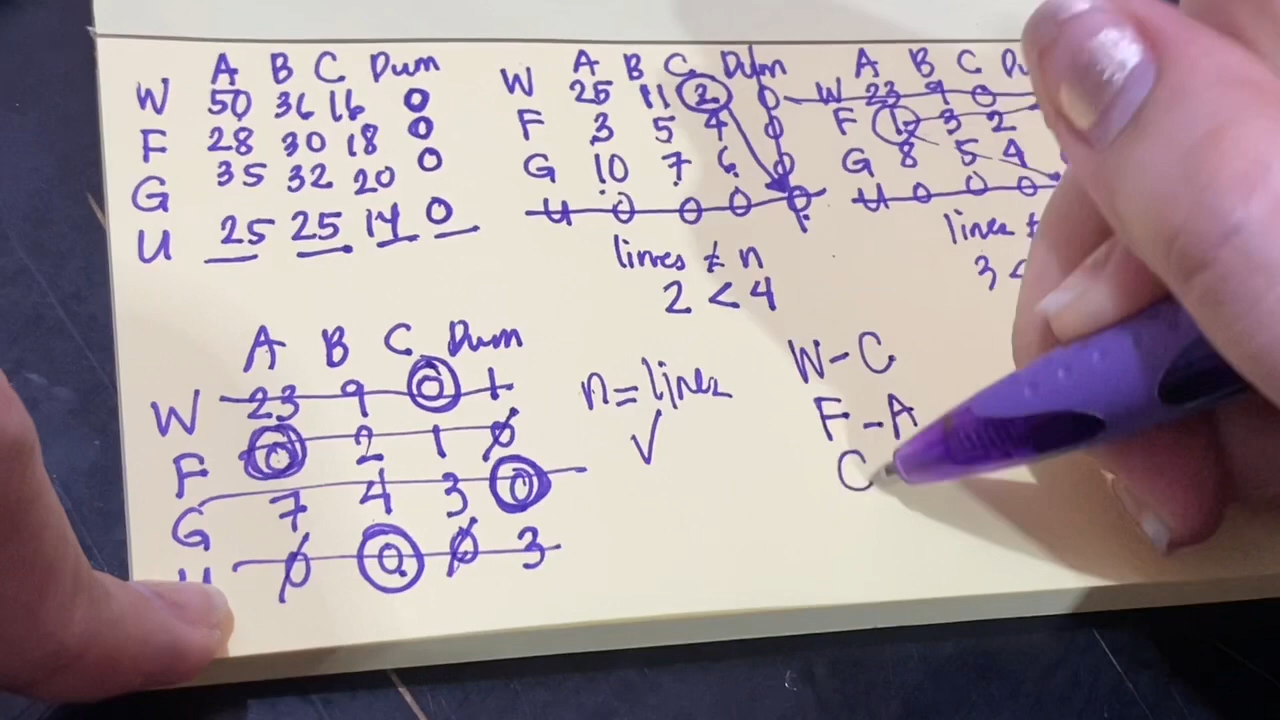 A B C Dum
W 50 36 16 0
F 28 30 18 0
G 35 32 20 0
U 25 25 14 0
A B C Dum
W 25 11 2 0
F 3 5 4 0
G 10 7 6 0
U 0 0 0 0
lines ≠ n
2 < 4
A B C
W 23 9 0
F 1 3 2
G 8 5 4
U 0 0 0
lines
3 <
A B C Dum
W 23 9 0 1
F 0 2 1 0
G 7 4 3 0
0 0 0 3
n = lines
✓
W-C
F-A